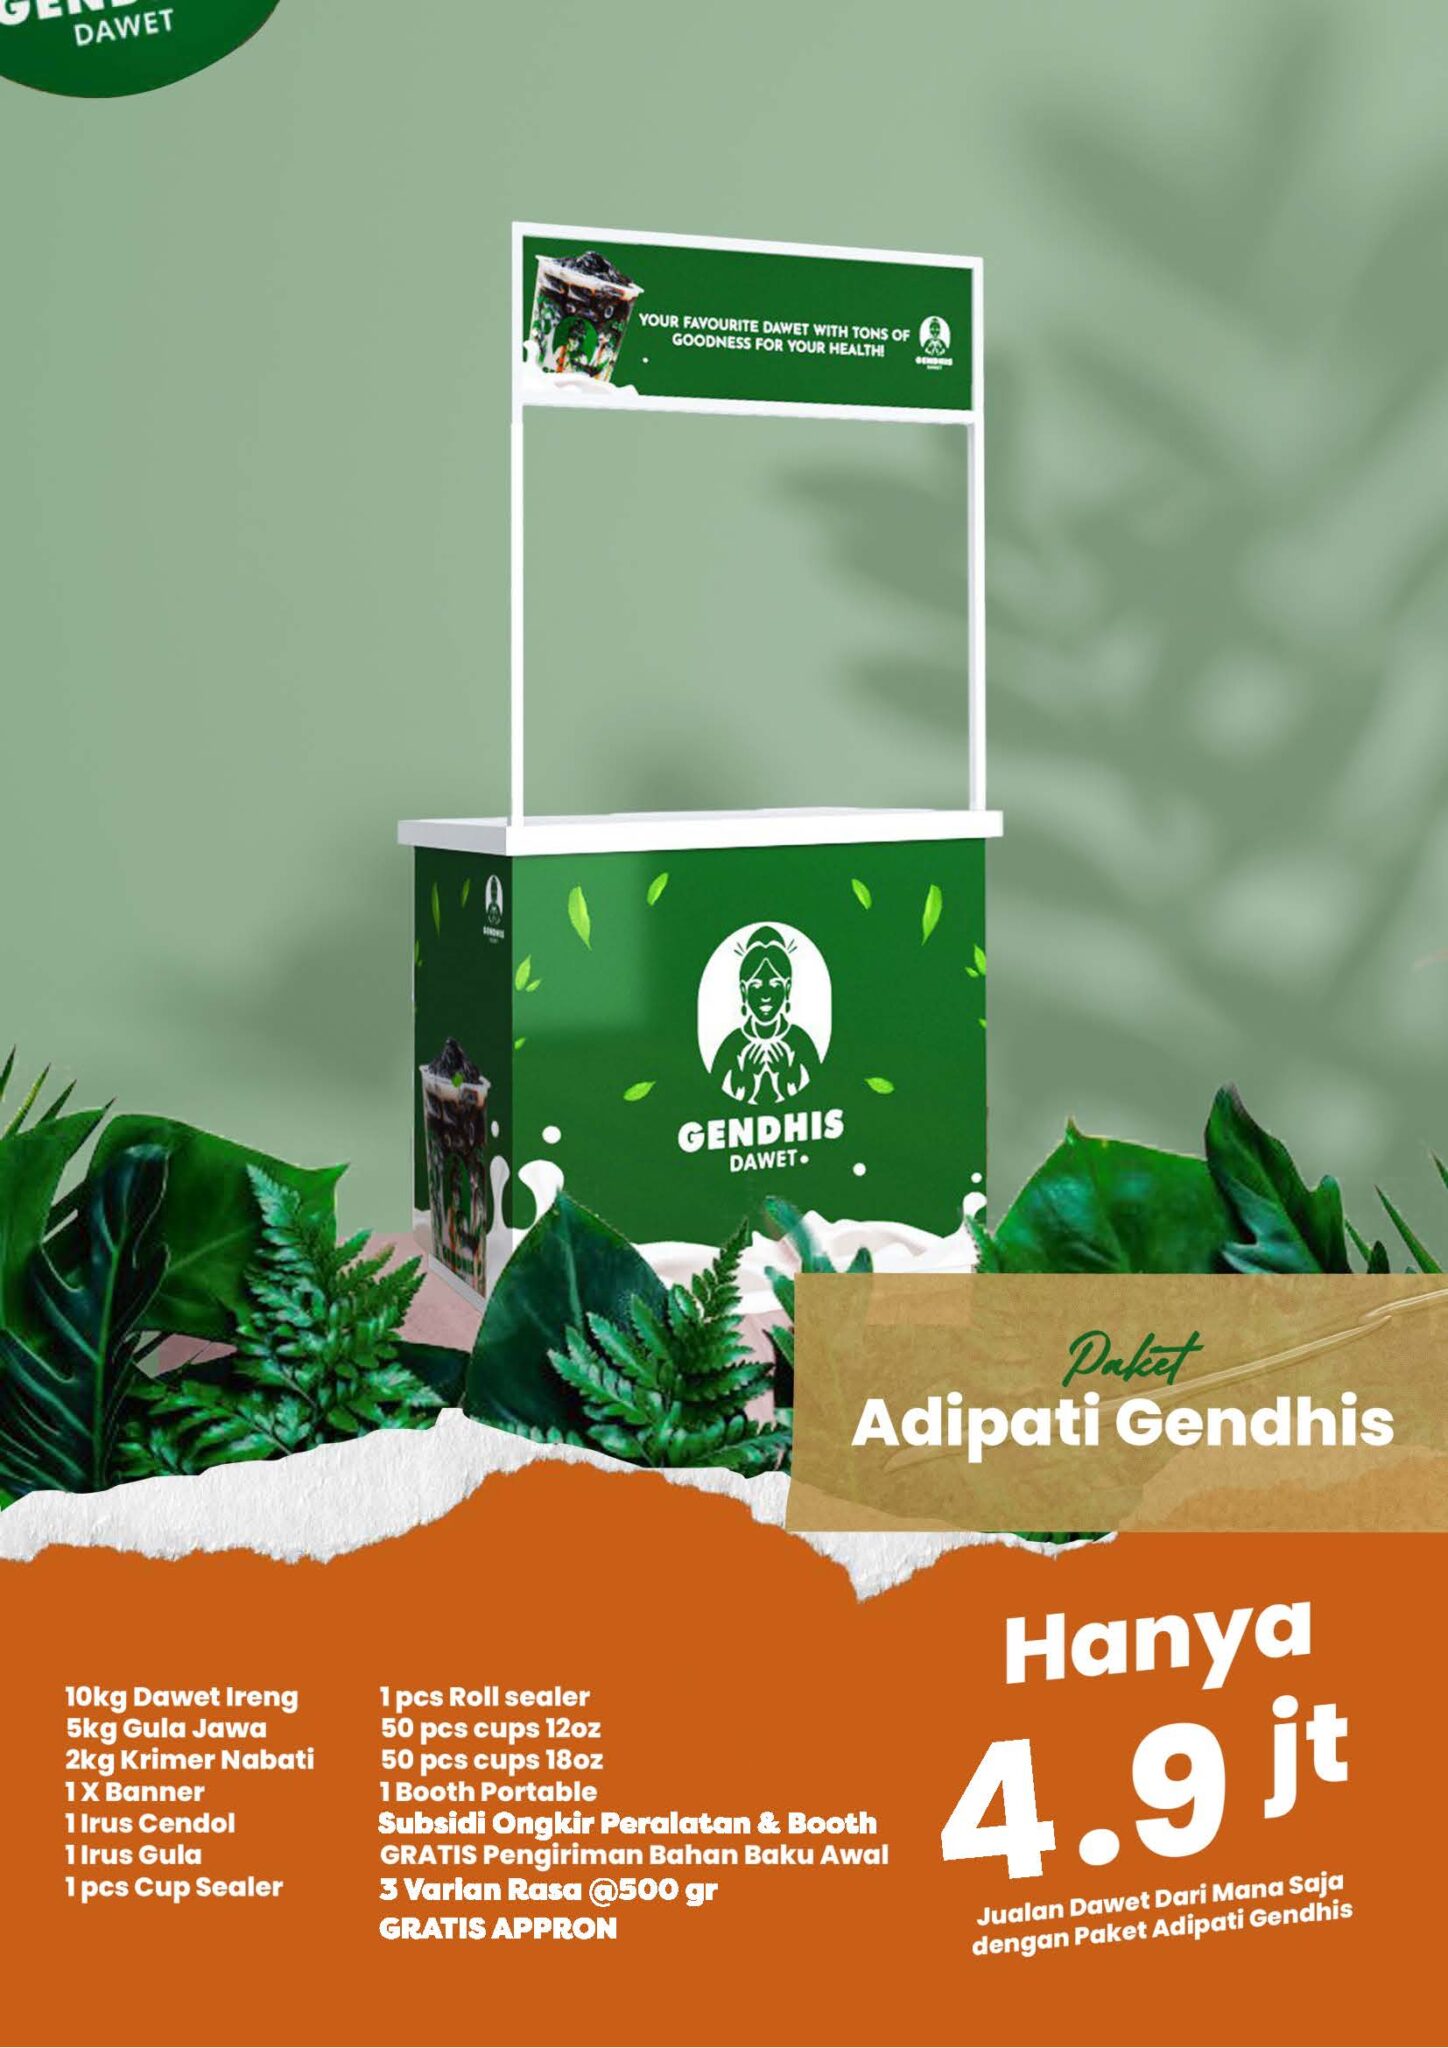 DAWET
YOUR FAVOURITE DAWET WITH TONS OF
GOODNESS FOR YOUR HEALTH!
GENDHIS
DAWET
GENDHIS
GENDHIS
DAWET
Paket
Adipati Gendhis
10kg Dawet Ireng
5kg Gula Jawa
2kg Krimer Nabati
1 X Banner
1 Irus Cendol
1 Irus Gula
1 pcs Cup Sealer
1 pcs Roll sealer
50 pcs cups 12oz
50 pcs cups 18oz
1 Booth Portable
Subsidi Ongkir Peralatan & Booth
GRATIS Pengiriman Bahan Baku Awal
3 Varian Rasa @500 gr
GRATIS APPRON
Hanya
4.9 jt
Jualan Dawet Dari Mana Saja
dengan Paket Adipati Gendhis